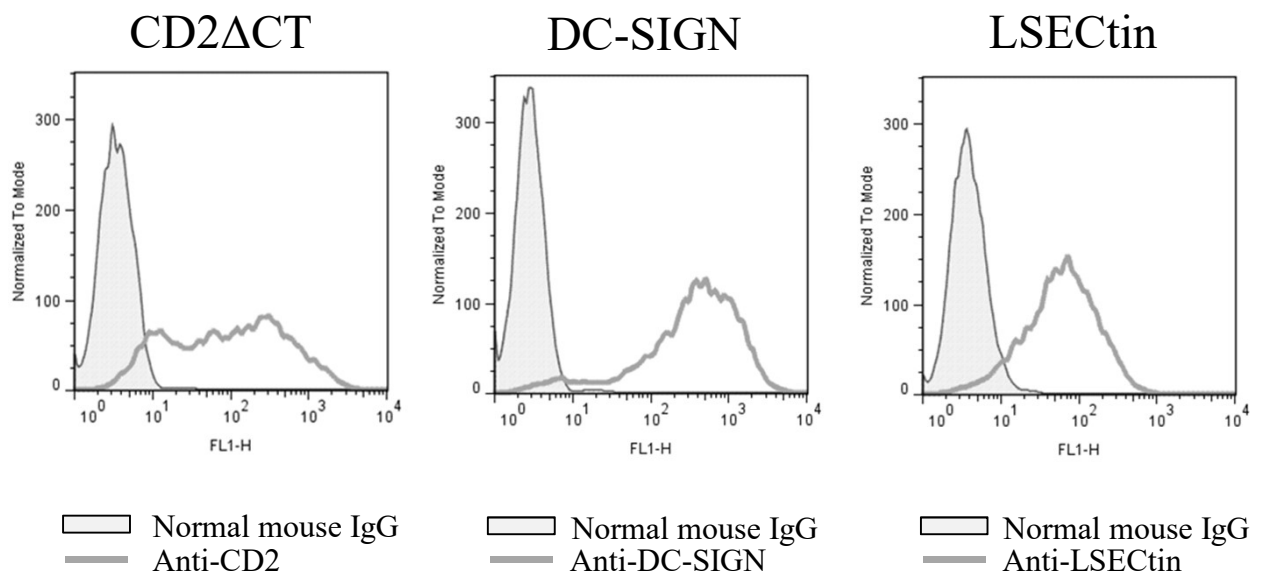 CD2ΔCT
DC-SIGN
LSECtin
Normalized To Mode
300
200
100
0
10^0 10^1 10^2 10^3 10^4
FL1-H
Normalized To Mode
300
200
100
0
10^0 10^1 10^2 10^3 10^4
FL1-H
Normalized To Mode
300
200
100
0
10^0 10^1 10^2 10^3 10^4
FL1-H
Normal mouse IgG
Anti-CD2
Normal mouse IgG
Anti-DC-SIGN
Normal mouse IgG
Anti-LSECtin